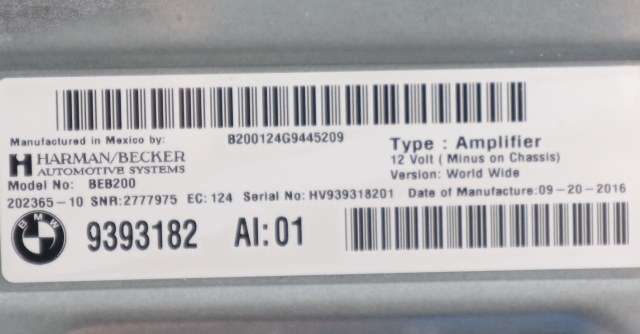 Manufactured in Mexico by:
B200124G9445209
HARMAN/BECKER
AUTOMOTIVE SYSTEMS
Type : Amplifier
12 Volt ( Minus on Chassis)
Version: World Wide
Model No: BEB200
202365-10 SNR:2777975 EC:124 Serial No: HV939318201 Date of Manufacture:09-20-2016
BMW 9393182 AI:01